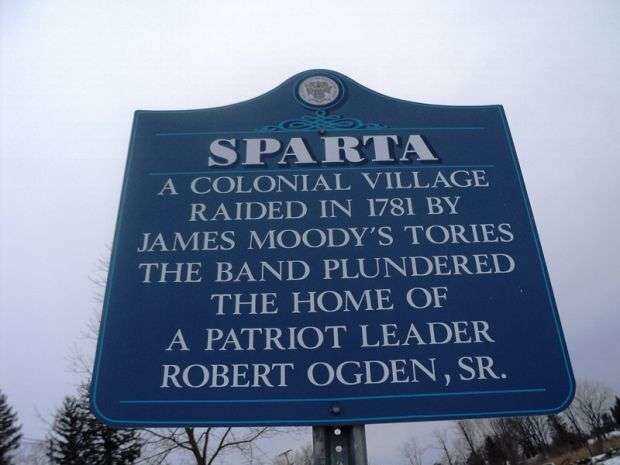 SPARTA
A COLONIAL VILLAGE
RAIDED IN 1781 BY
JAMES MOODY'S TORIES
THE BAND PLUNDERED
THE HOME OF
A PATRIOT LEADER
ROBERT OGDEN, SR.